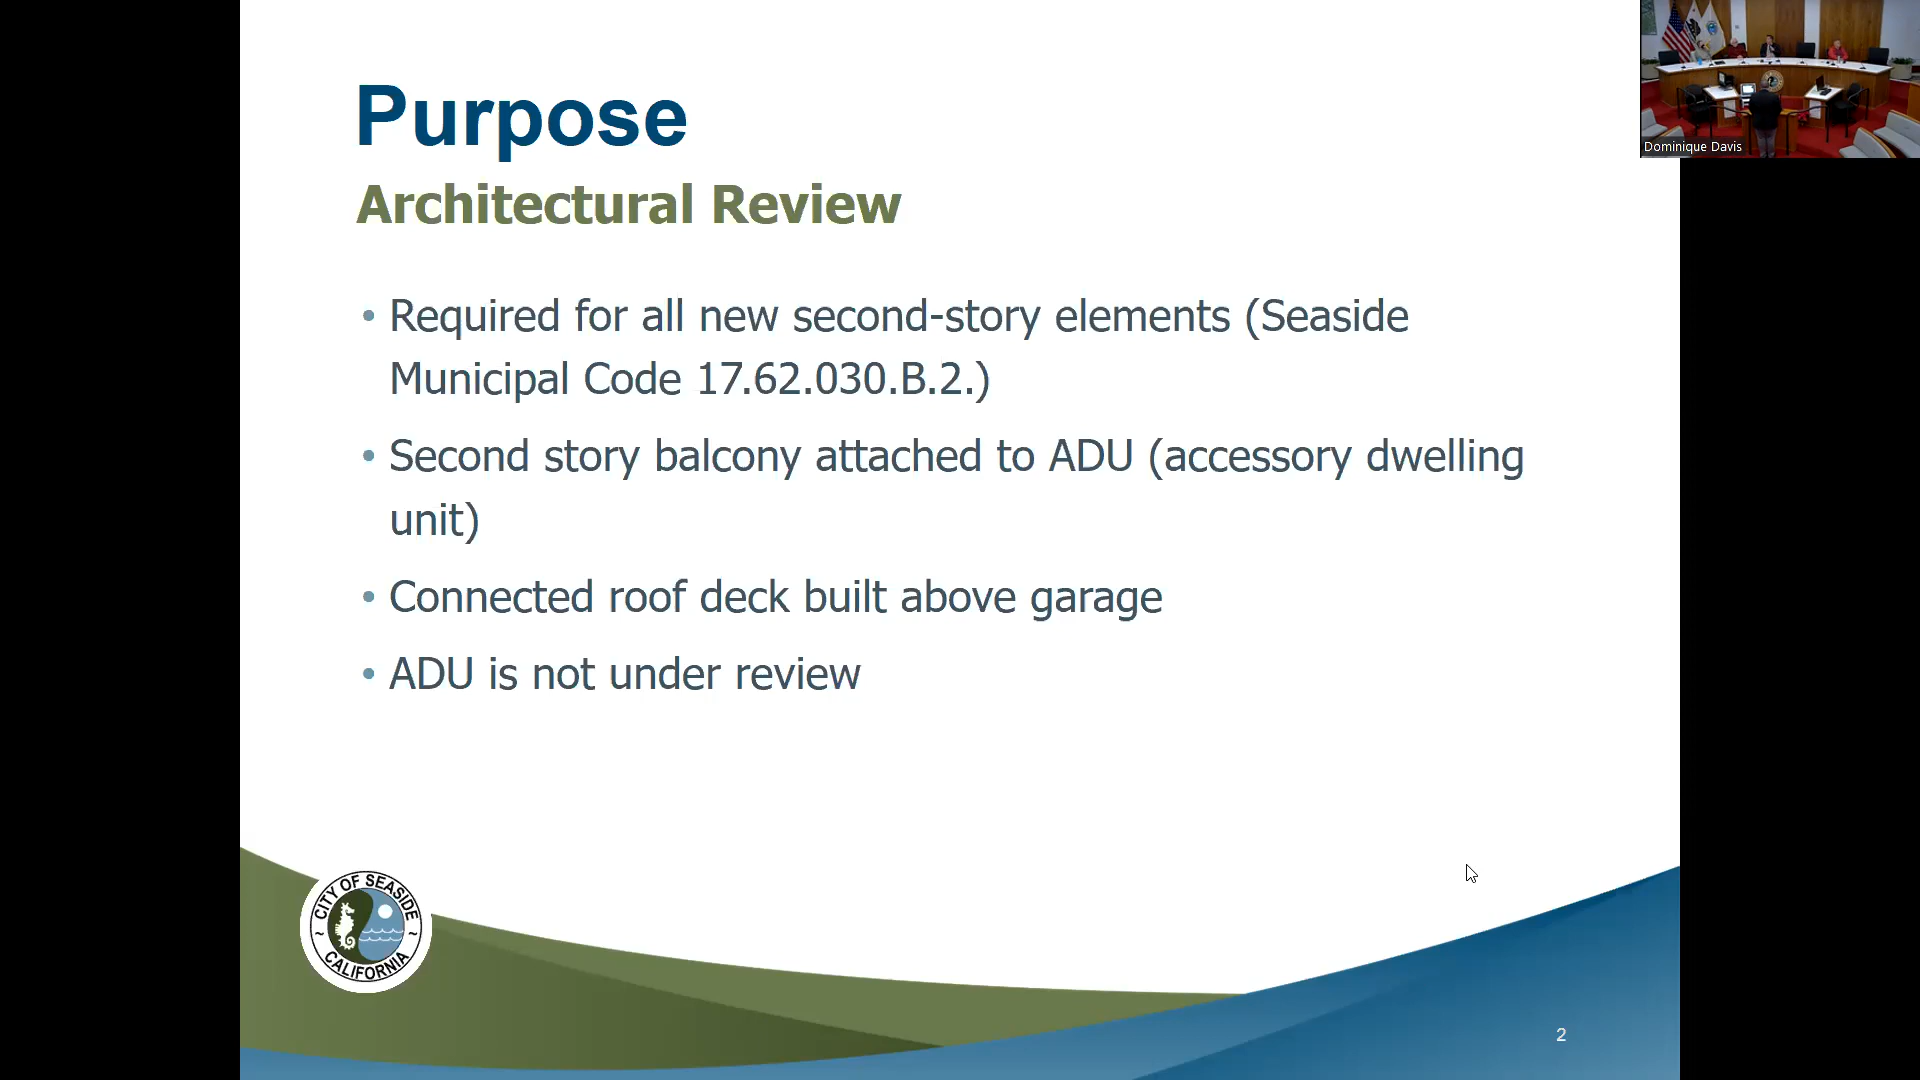 Purpose
Architectural Review
• Required for all new second-story elements (Seaside
Municipal Code 17.62.030.B.2.)
• Second story balcony attached to ADU (accessory dwelling
unit)
• Connected roof deck built above garage
• ADU is not under review
CITY OF SEASIDE
~ ~
CALIFORNIA
2
Dominique Davis